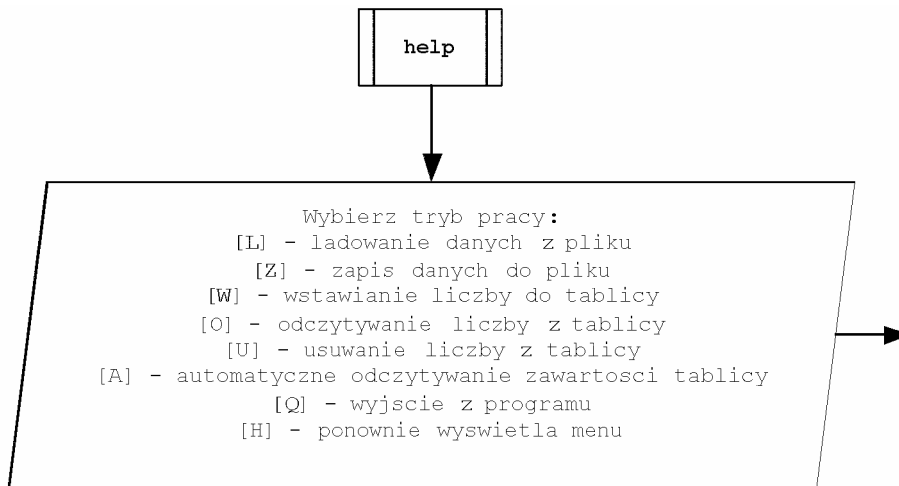 help
Wybierz tryb pracy:
[L] - ladowanie danych z pliku
[Z] - zapis danych do pliku
[W] - wstawianie liczby do tablicy
[O] - odczytywanie liczby z tablicy
[U] - usuwanie liczby z tablicy
[A] - automatyczne odczytywanie zawartosci tablicy
[Q] - wyjscie z programu
[H] - ponownie wyswietla menu